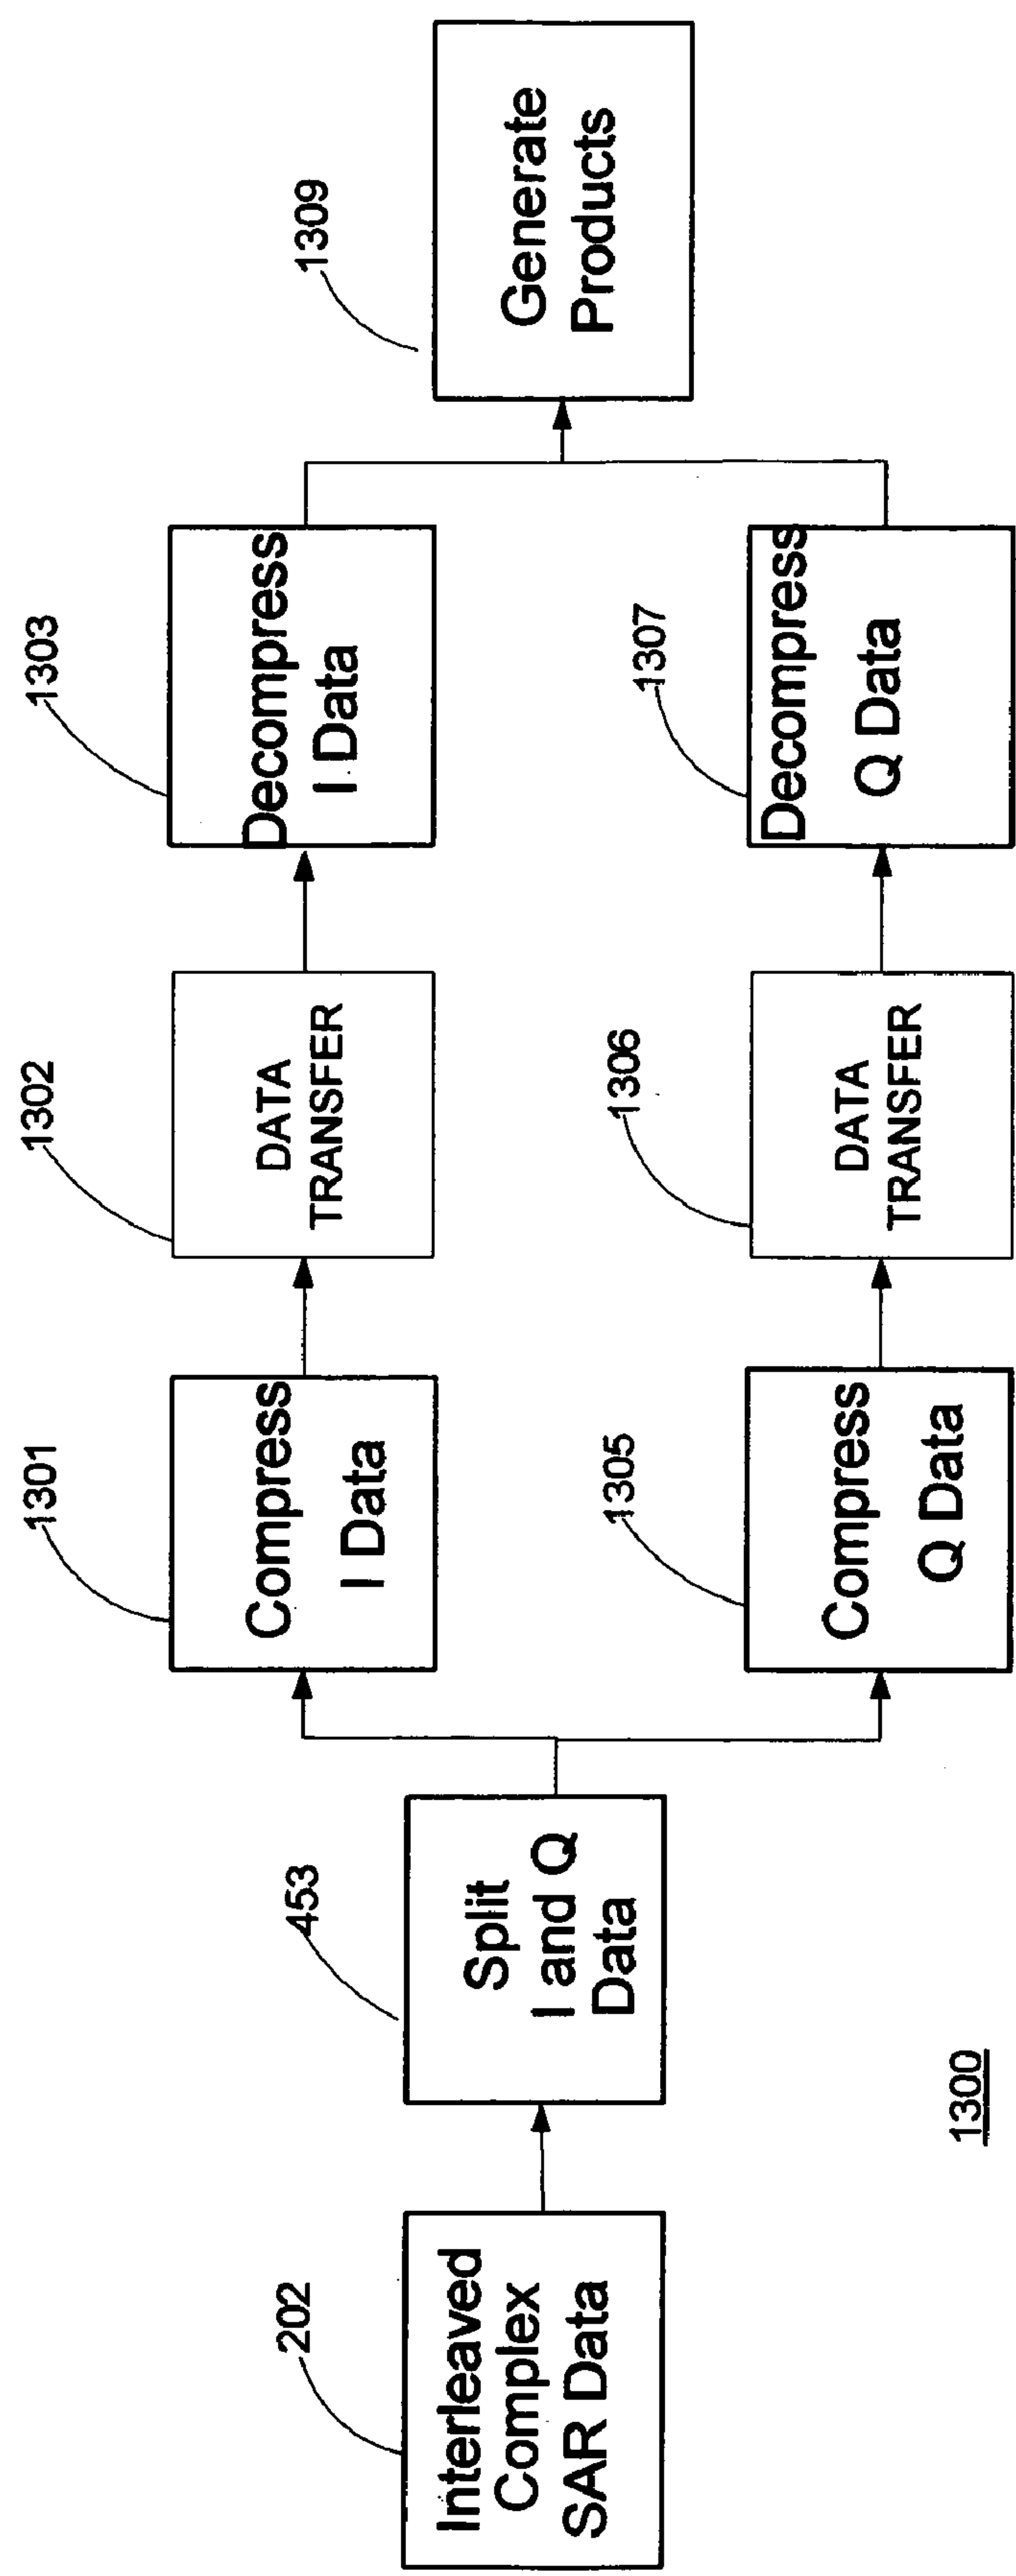 202
Interleaved
Complex
SAR Data
453
Split
I and Q
Data
1301
Compress
I Data
1302
DATA
TRANSFER
1303
Decompress
I Data
1305
Compress
Q Data
1306
DATA
TRANSFER
1307
Decompress
Q Data
1309
Generate
Products
1300